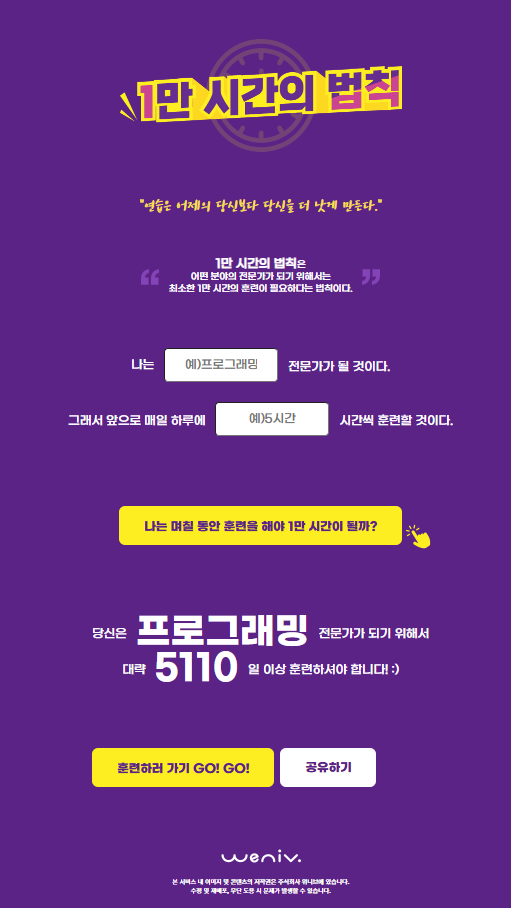 1만 시간의 법칙
"연습은 어제의 당신보다 당신을 더 낫게 만든다."
1만 시간의 법칙은
어떤 분야의 전문가가 되기 위해서는
최소한 1만 시간의 훈련이 필요하다는 법칙이다.
나는 예)프로그래밍 전문가가 될 것이다.
그래서 앞으로 매일 하루에 예)5시간 시간씩 훈련할 것이다.
나는 며칠 동안 훈련을 해야 1만 시간이 될까?
당신은 프로그래밍 전문가가 되기 위해서
대략 5110 일 이상 훈련하셔야 합니다! :)
훈련하러 가기 GO! GO! 공유하기
weniv.
본 서비스 내 이미지 및 콘텐츠의 저작권은 주식회사 위니브에 있습니다.
수정 및 재배포, 무단 도용 시 문제가 발생할 수 있습니다.